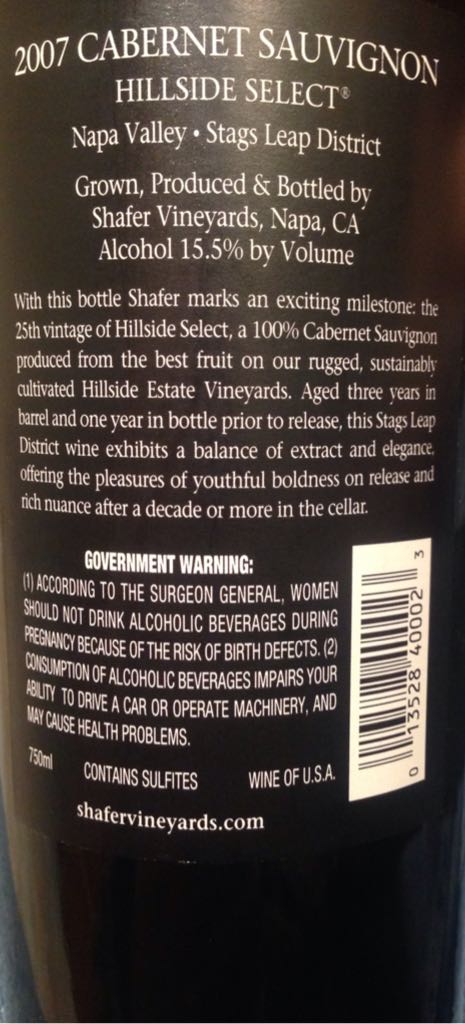 2007 CABERNET SAUVIGNON
HILLSIDE SELECT®
Napa Valley • Stags Leap District
Grown, Produced & Bottled by
Shafer Vineyards, Napa, CA
Alcohol 15.5% by Volume
With this bottle Shafer marks an exciting milestone: the
25th vintage of Hillside Select, a 100% Cabernet Sauvignon
produced from the best fruit on our rugged, sustainably
cultivated Hillside Estate Vineyards. Aged three years in
barrel and one year in bottle prior to release, this Stags Leap
District wine exhibits a balance of extract and elegance,
offering the pleasures of youthful boldness on release and
rich nuance after a decade or more in the cellar.
GOVERNMENT WARNING:
(1) ACCORDING TO THE SURGEON GENERAL, WOMEN
SHOULD NOT DRINK ALCOHOLIC BEVERAGES DURING
PREGNANCY BECAUSE OF THE RISK OF BIRTH DEFECTS. (2)
CONSUMPTION OF ALCOHOLIC BEVERAGES IMPAIRS YOUR
ABILITY TO DRIVE A CAR OR OPERATE MACHINERY, AND
MAY CAUSE HEALTH PROBLEMS.
750ml CONTAINS SULFITES WINE OF U.S.A.
shafervineyards.com
0 13528 40002 3